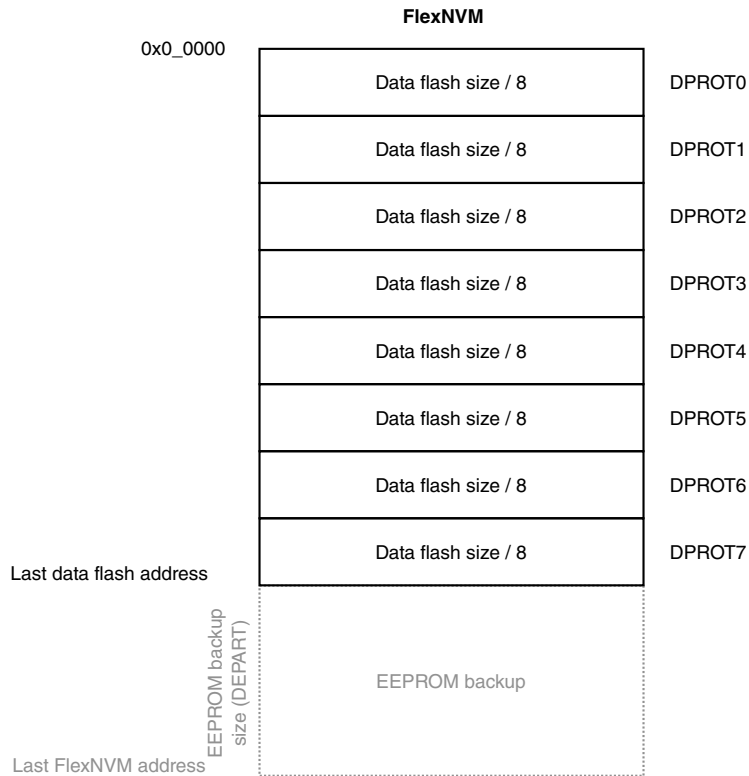 FlexNVM
0x0_0000
Data flash size / 8
DPROT0
Data flash size / 8
DPROT1
Data flash size / 8
DPROT2
Data flash size / 8
DPROT3
Data flash size / 8
DPROT4
Data flash size / 8
DPROT5
Data flash size / 8
DPROT6
Data flash size / 8
DPROT7
Last data flash address
EEPROM backup
size (DEPART)
EEPROM backup
Last FlexNVM address